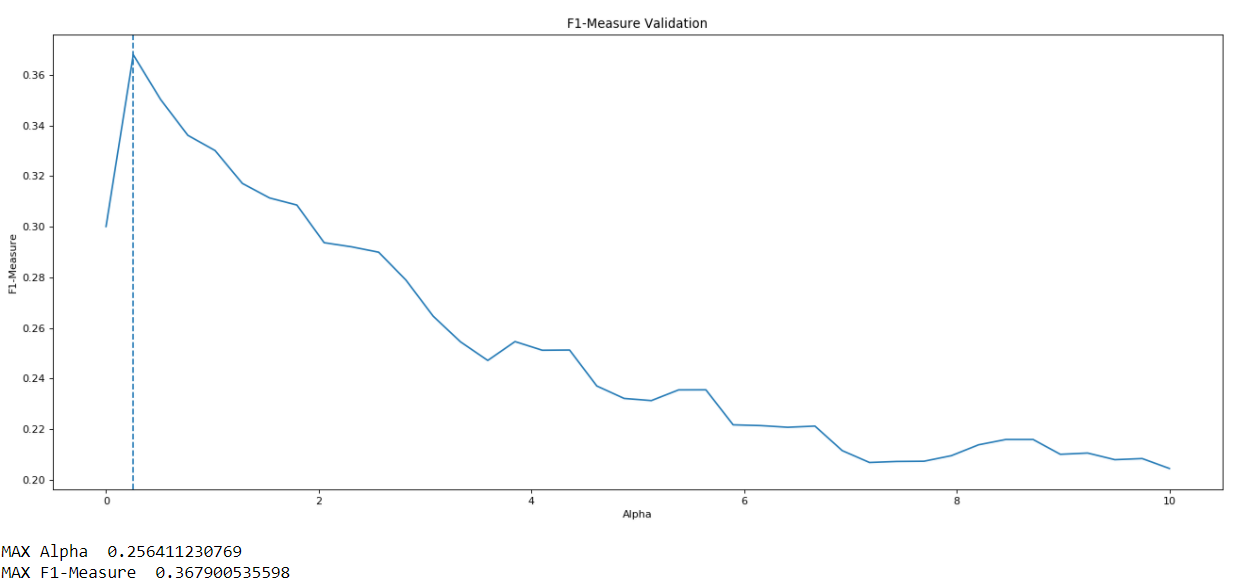 F1-Measure Validation
0.36
0.34
0.32
0.30
0.28
0.26
0.24
0.22
0.20
F1-Measure
0 2 4 6 8 10
Alpha
MAX Alpha  0.256411230769
MAX F1-Measure  0.367900535598